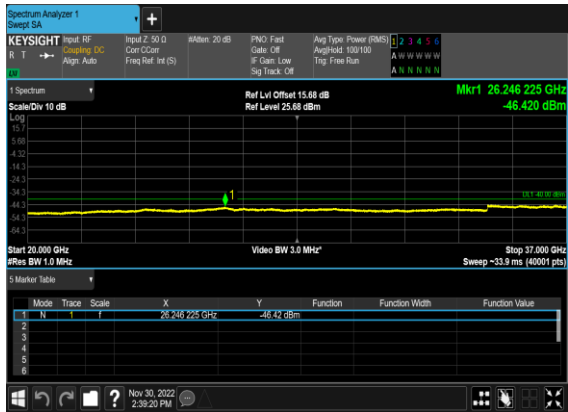 Spectrum Analyzer 1
Swept SA
KEYSIGHT Input: RF Input Z: 50 Ω #Atten: 20 dB PNO: Fast Avg Type: Power (RMS) 1 2 3 4 5 6
R T Coupling: DC Corr CCorr Gate: Off Avg|Hold: 100/100 A W W W W W
Align: Auto Freq Ref: Int (S) IF Gain: Low Trig: Free Run
LXI Sig Track: Off A N N N N N
1 Spectrum Ref Lvl Offset 15.68 dB Mkr1 26.246 225 GHz
Scale/Div 10 dB Ref Level 25.68 dBm -46.420 dBm
Log
15.7
5.68
-4.32
-14.3
-24.3
-34.3 1 DL1 -40.00 dBm
-44.3
-54.3
-64.3
Start 20.000 GHz Video BW 3.0 MHz* Stop 37.000 GHz
#Res BW 1.0 MHz Sweep ~33.9 ms (40001 pts)
5 Marker Table
Mode Trace Scale X Y Function Function Width Function Value
1 N 1 f 26.246 225 GHz -46.42 dBm
2
3
4
5
6
Nov 30, 2022
2:39:20 PM